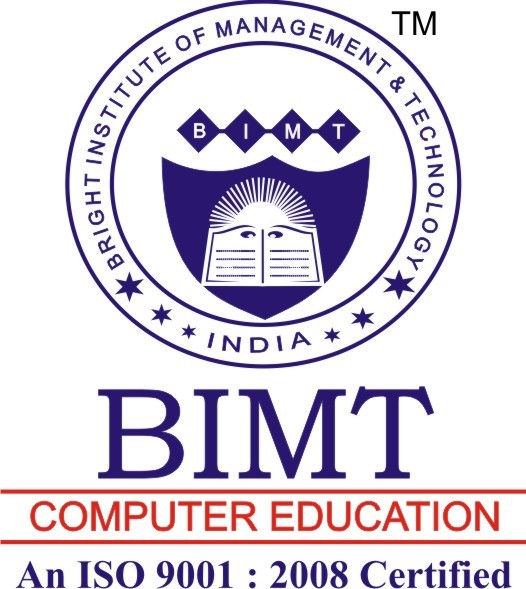 TM
BRIGHT INSTITUTE OF MANAGEMENT & TECHNOLOGY
B I M T
INDIA
BIMT
COMPUTER EDUCATION
An ISO 9001 : 2008 Certified